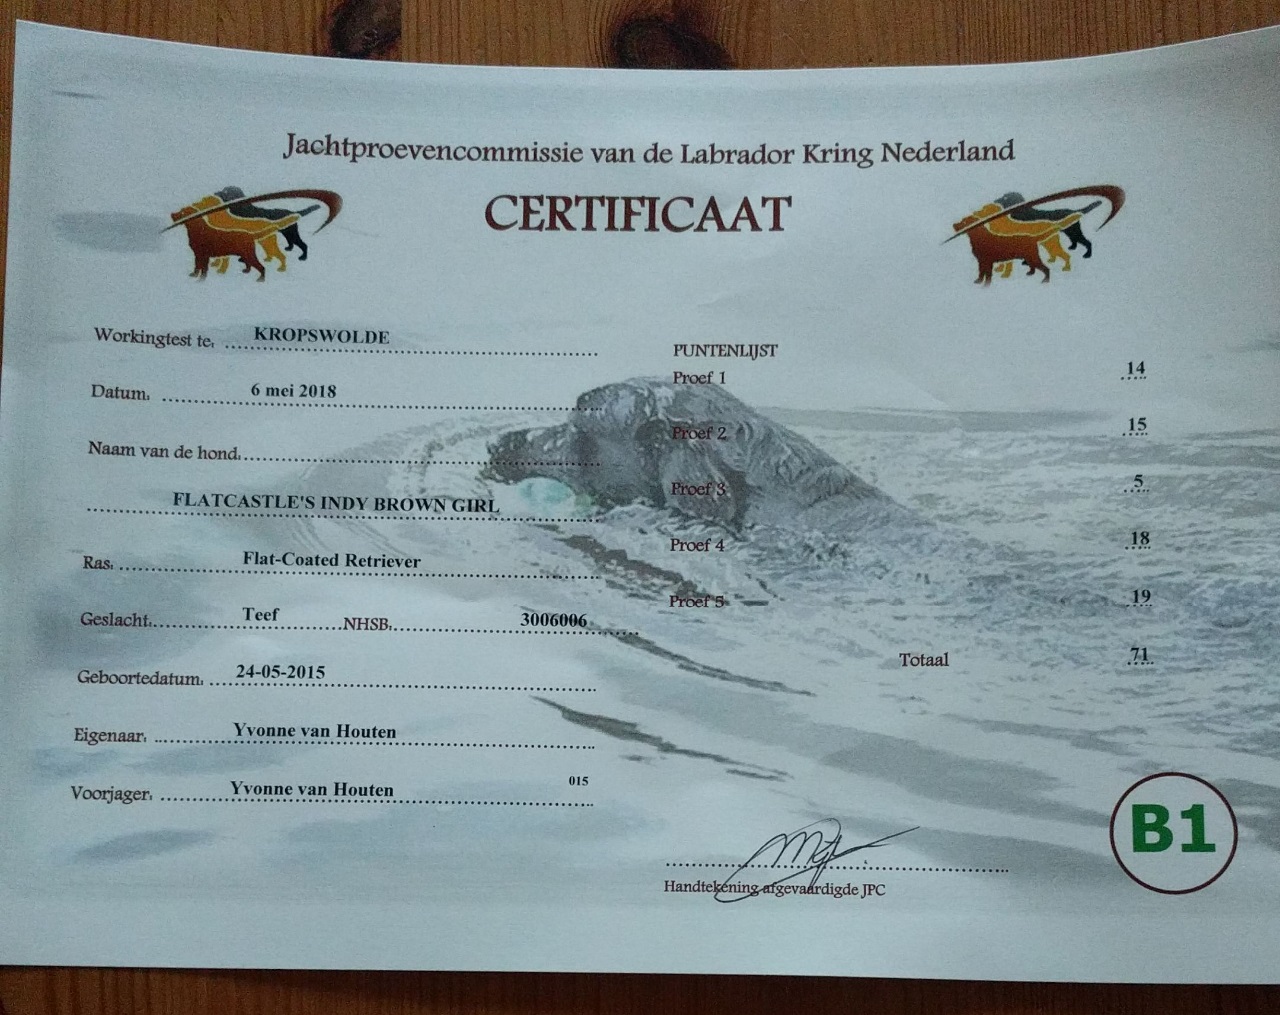 Jachtproevencommissie van de Labrador Kring Nederland
CERTIFICAAT
Workingtest te: KROPSWOLDE
Datum: 6 mei 2018
Naam van de hond:
FLATCASTLE'S INDY BROWN GIRL
Ras: Flat-Coated Retriever
Geslacht: Teef NHSB: 3006006
Geboortedatum: 24-05-2015
Eigenaar: Yvonne van Houten
Voorjager: Yvonne van Houten 015
PUNTENLIJST
Proef 1 14
Proef 2 15
Proef 3 5
Proef 4 18
Proef 5 19
Totaal 71
Handtekening afgevaardigde JPC
B1